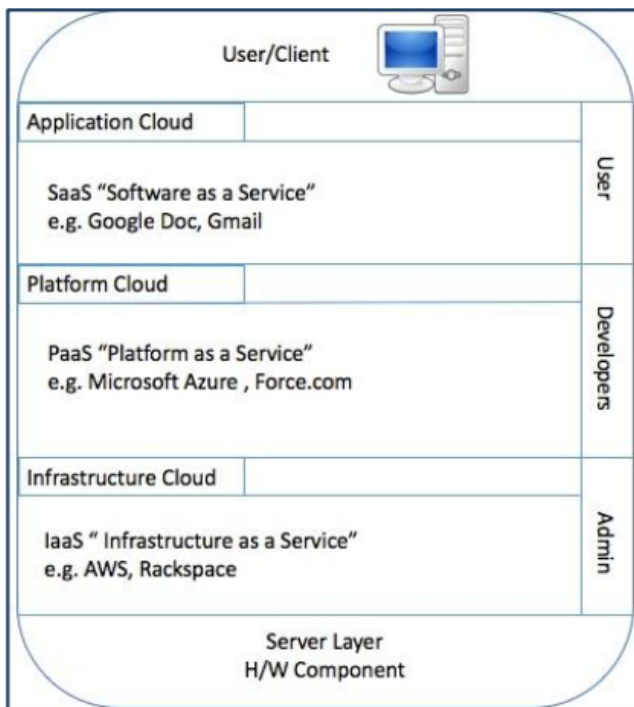 User/Client
Application Cloud
User
SaaS “Software as a Service”
e.g. Google Doc, Gmail
Platform Cloud
Developers
PaaS “Platform as a Service”
e.g. Microsoft Azure , Force.com
Infrastructure Cloud
Admin
IaaS “ Infrastructure as a Service”
e.g. AWS, Rackspace
Server Layer
H/W Component